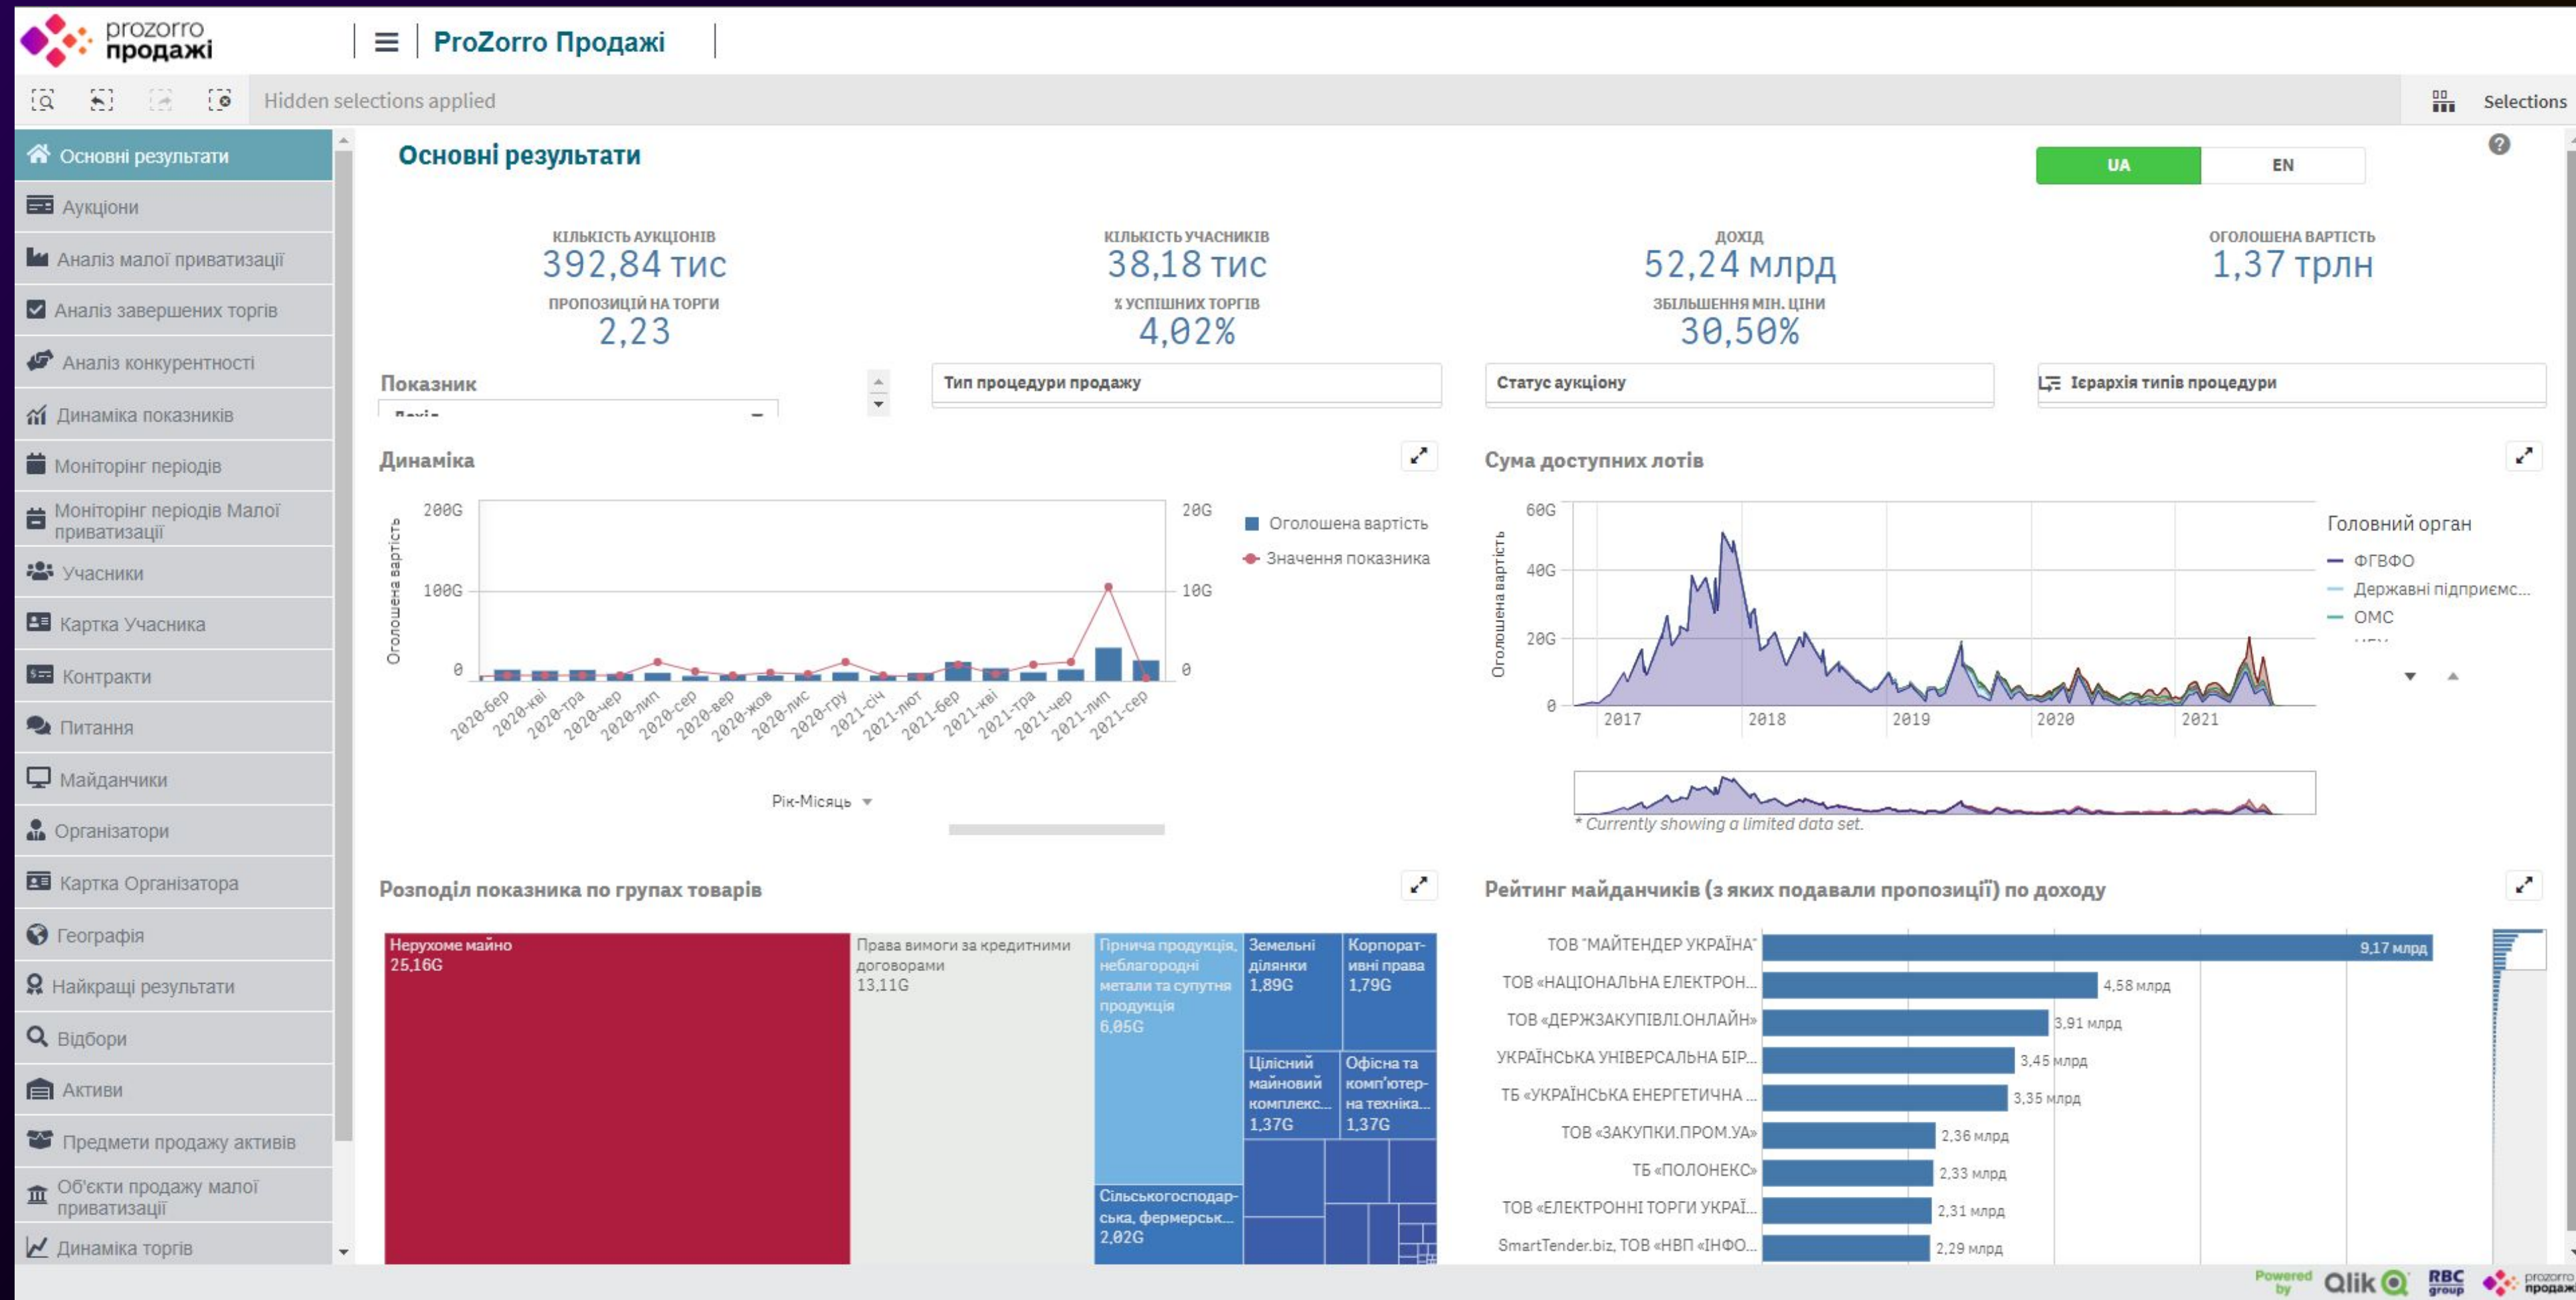 prozorro
продажі
ProZorro Продажі
Hidden selections applied
Selections
Основні результати
Аукціони
Аналіз малої приватизації
Аналіз завершених торгів
Аналіз конкурентності
Динаміка показників
Моніторінг періодів
Моніторінг періодів Малої
приватизації
Учасники
Картка Учасника
Контракти
Питання
Майданчики
Організатори
Картка Організатора
Географія
Найкращі результати
Відбори
Активи
Предмети продажу активів
Об'єкти продажу малої
приватизації
Динаміка торгів
Основні результати
UA
EN
КІЛЬКІСТЬ АУКЦІОНІВ
392,84 тис
КІЛЬКІСТЬ УЧАСНИКІВ
38,18 тис
ДОХІД
52,24 млрд
ОГОЛОШЕНА ВАРТІСТЬ
1,37 трлн
ПРОПОЗИЦІЙ НА ТОРГИ
2,23
% УСПІШНИХ ТОРГІВ
4,02%
ЗБІЛЬШЕННЯ МІН. ЦІНИ
30,50%
Показник
Тип процедури продажу
Статус аукціону
Ієрархія типів процедури
Динаміка
Оголошена вартість
200G
100G
0
20G
10G
0
Оголошена вартість
Значення показника
2020-бер
2020-кві
2020-тра
2020-чер
2020-лип
2020-сер
2020-вер
2020-жов
2020-лис
2020-гру
2021-січ
2021-лют
2021-бер
2021-кві
2021-тра
2021-чер
2021-лип
2021-сер
Рік-Місяць
Сума доступних лотів
Оголошена вартість
60G
40G
20G
0
2017
2018
2019
2020
2021
Головний орган
ФГВФО
Державні підприємс...
ОМС
* Currently showing a limited data set.
Розподіл показника по групах товарів
Нерухоме майно
25,16G
Права вимоги за кредитними
договорами
13,11G
Гірнича продукція,
неблагородні
метали та супутня
продукція
6,05G
Сільськогосподар-
ська, фермерськ...
2,02G
Земельні
ділянки
1,89G
Корпорат-
ивні права
1,79G
Цілісний
майновий
комплекс...
1,37G
Офісна та
комп'ютер-
на техніка...
1,37G
Рейтинг майданчиків (з яких подавали пропозиції) по доходу
ТОВ "МАЙТЕНДЕР УКРАЇНА"
9,17 млрд
ТОВ «НАЦІОНАЛЬНА ЕЛЕКТРОН...
4,58 млрд
ТОВ «ДЕРЖЗАКУПІВЛІ.ОНЛАЙН»
3,91 млрд
УКРАЇНСЬКА УНІВЕРСАЛЬНА БІР...
3,45 млрд
ТБ «УКРАЇНСЬКА ЕНЕРГЕТИЧНА ...
3,35 млрд
ТОВ «ЗАКУПКИ.ПРОМ.УА»
2,36 млрд
ТБ «ПОЛОНЕКС»
2,33 млрд
ТОВ «ЕЛЕКТРОННІ ТОРГИ УКРАЇ...
2,31 млрд
SmartTender.biz, ТОВ «НВП «ІНФО...
2,29 млрд
Powered
by
Qlik
RBC
group
prozorro